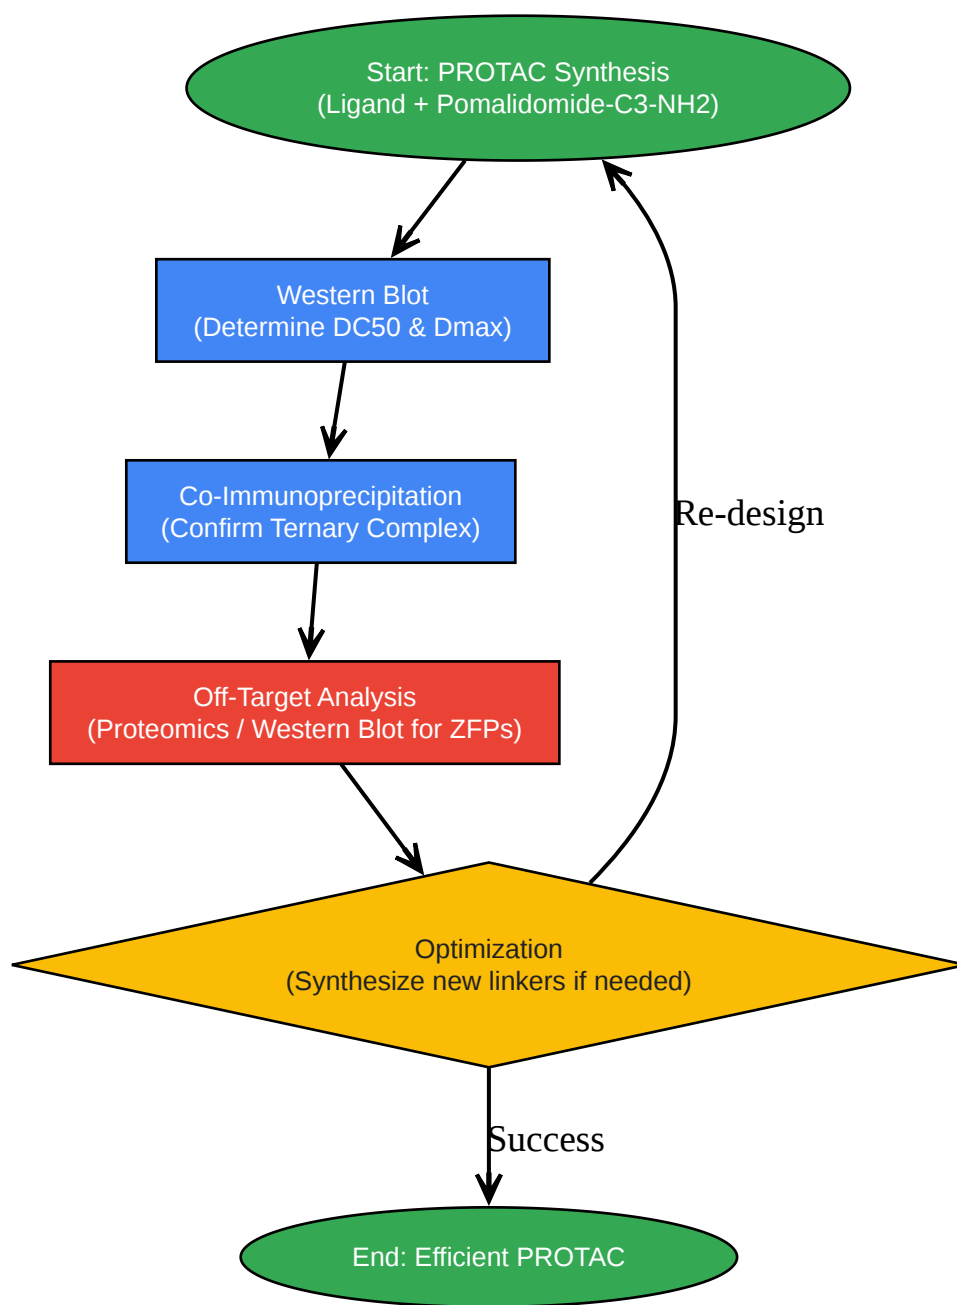 Start: PROTAC Synthesis
(Ligand + Pomalidomide-C3-NH2)
Western Blot
(Determine DC50 & Dmax)
Co-Immunoprecipitation
(Confirm Ternary Complex)
Re-design
Off-Target Analysis
(Proteomics / Western Blot for ZFPs)
Optimization
(Synthesize new linkers if needed)
Success
End: Efficient PROTAC